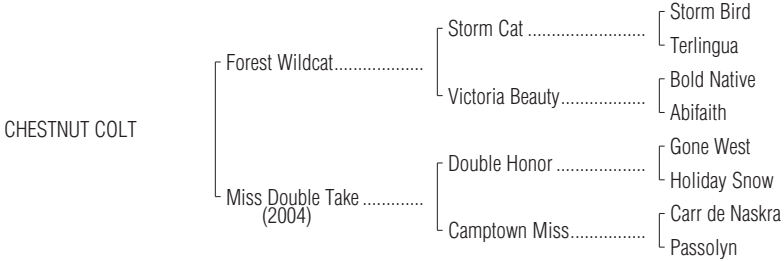 Storm Bird
Storm Cat ..........................
Terlingua
Forest Wildcat...................
Bold Native
Victoria Beauty..................
Abifaith
CHESTNUT COLT
Gone West
Double Honor ....................
Holiday Snow
Miss Double Take .............
(2004)
Carr de Naskra
Camptown Miss................
Passolyn